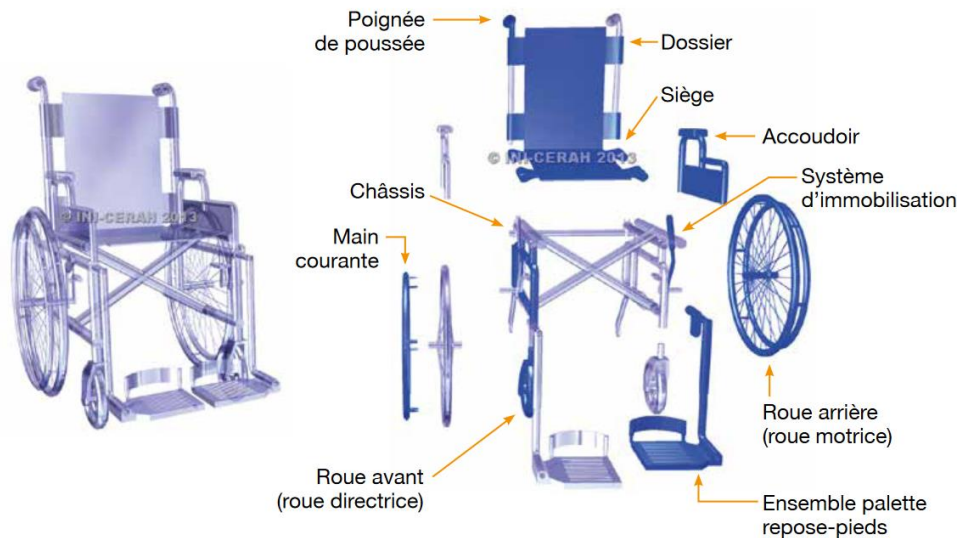 Poignée
de poussée
Dossier
Siège
© INI-CERAH 2013
Accoudoir
Châssis
Système
d'immobilisation
© INI-CERAH 2013
Main
courante
Roue arrière
(roue motrice)
Roue avant
(roue directrice)
Ensemble palette
repose-pieds